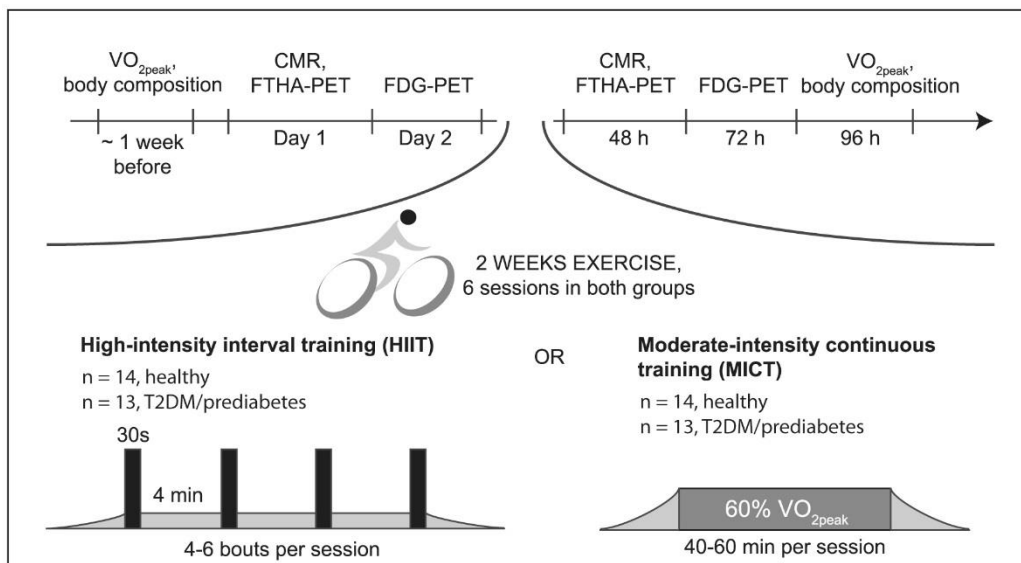 VO2peak,
body composition
CMR,
FTHA-PET
FDG-PET
~ 1 week
before
Day 1
Day 2
CMR,
FTHA-PET
FDG-PET
VO2peak,
body composition
48 h
72 h
96 h
2 WEEKS EXERCISE,
6 sessions in both groups
High-intensity interval training (HIIT)
n = 14, healthy
n = 13, T2DM/prediabetes
30s
4 min
4-6 bouts per session
OR
Moderate-intensity continuous
training (MICT)
n = 14, healthy
n = 13, T2DM/prediabetes
60% VO2peak
40-60 min per session